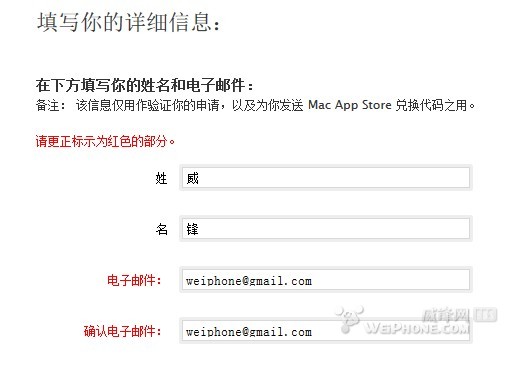 填写你的详细信息：
在下方填写你的姓名和电子邮件：
备注： 该信息仅用作验证你的申请，以及为你发送 Mac App Store 兑换代码之用。
请更正标示为红色的部分。
姓 威
名 锋
电子邮件： weiphone@gmail.com
确认电子邮件： weiphone@gmail.com
威锋网
WEIPHONE.COM